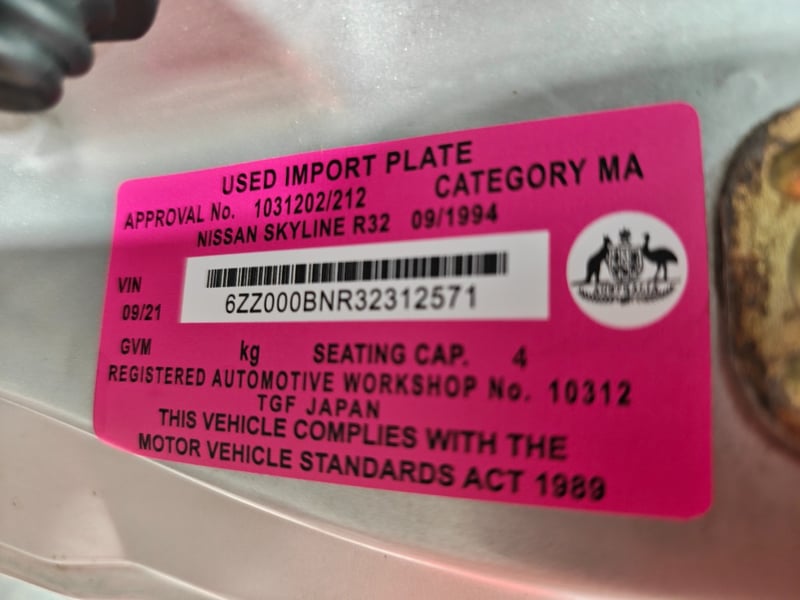 USED IMPORT PLATE
APPROVAL No. 1031202/212 CATEGORY MA
NISSAN SKYLINE R32 09/1994
VIN
6ZZ000BNR32312571
09/21
AUSTRALIA
GVM kg SEATING CAP. 4
REGISTERED AUTOMOTIVE WORKSHOP No. 10312
TGF JAPAN
THIS VEHICLE COMPLIES WITH THE
MOTOR VEHICLE STANDARDS ACT 1989